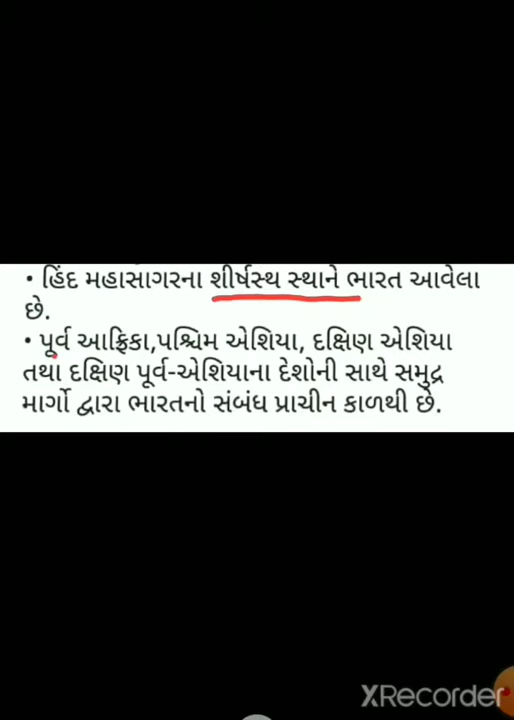 • હિંદ મહાસાગરના શીર્ષસ્થ સ્થાને ભારત આવેલા
છે.
• પૂર્વ આફ્રિકા,પશ્ચિમ એશિયા, દક્ષિણ એશિયા
તથા દક્ષિણ પૂર્વ-એશિયાના દેશોની સાથે સમુદ્ર
માર્ગો દ્વારા ભારતનો સંબંધ પ્રાચીન કાળથી છે.
XRecorder